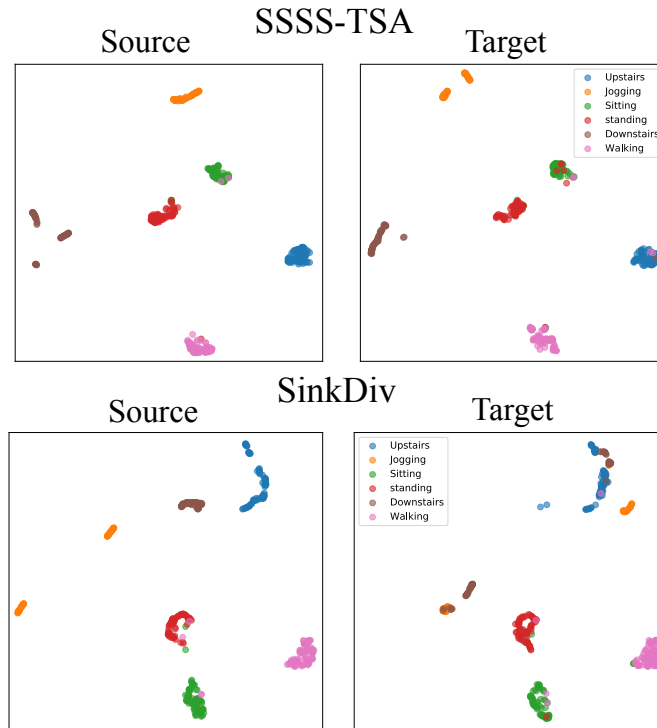 SSSS-TSA
Source
Target
Upstairs
Jogging
Sitting
standing
Downstairs
Walking
SinkDiv
Source
Target
Upstairs
Jogging
Sitting
standing
Downstairs
Walking